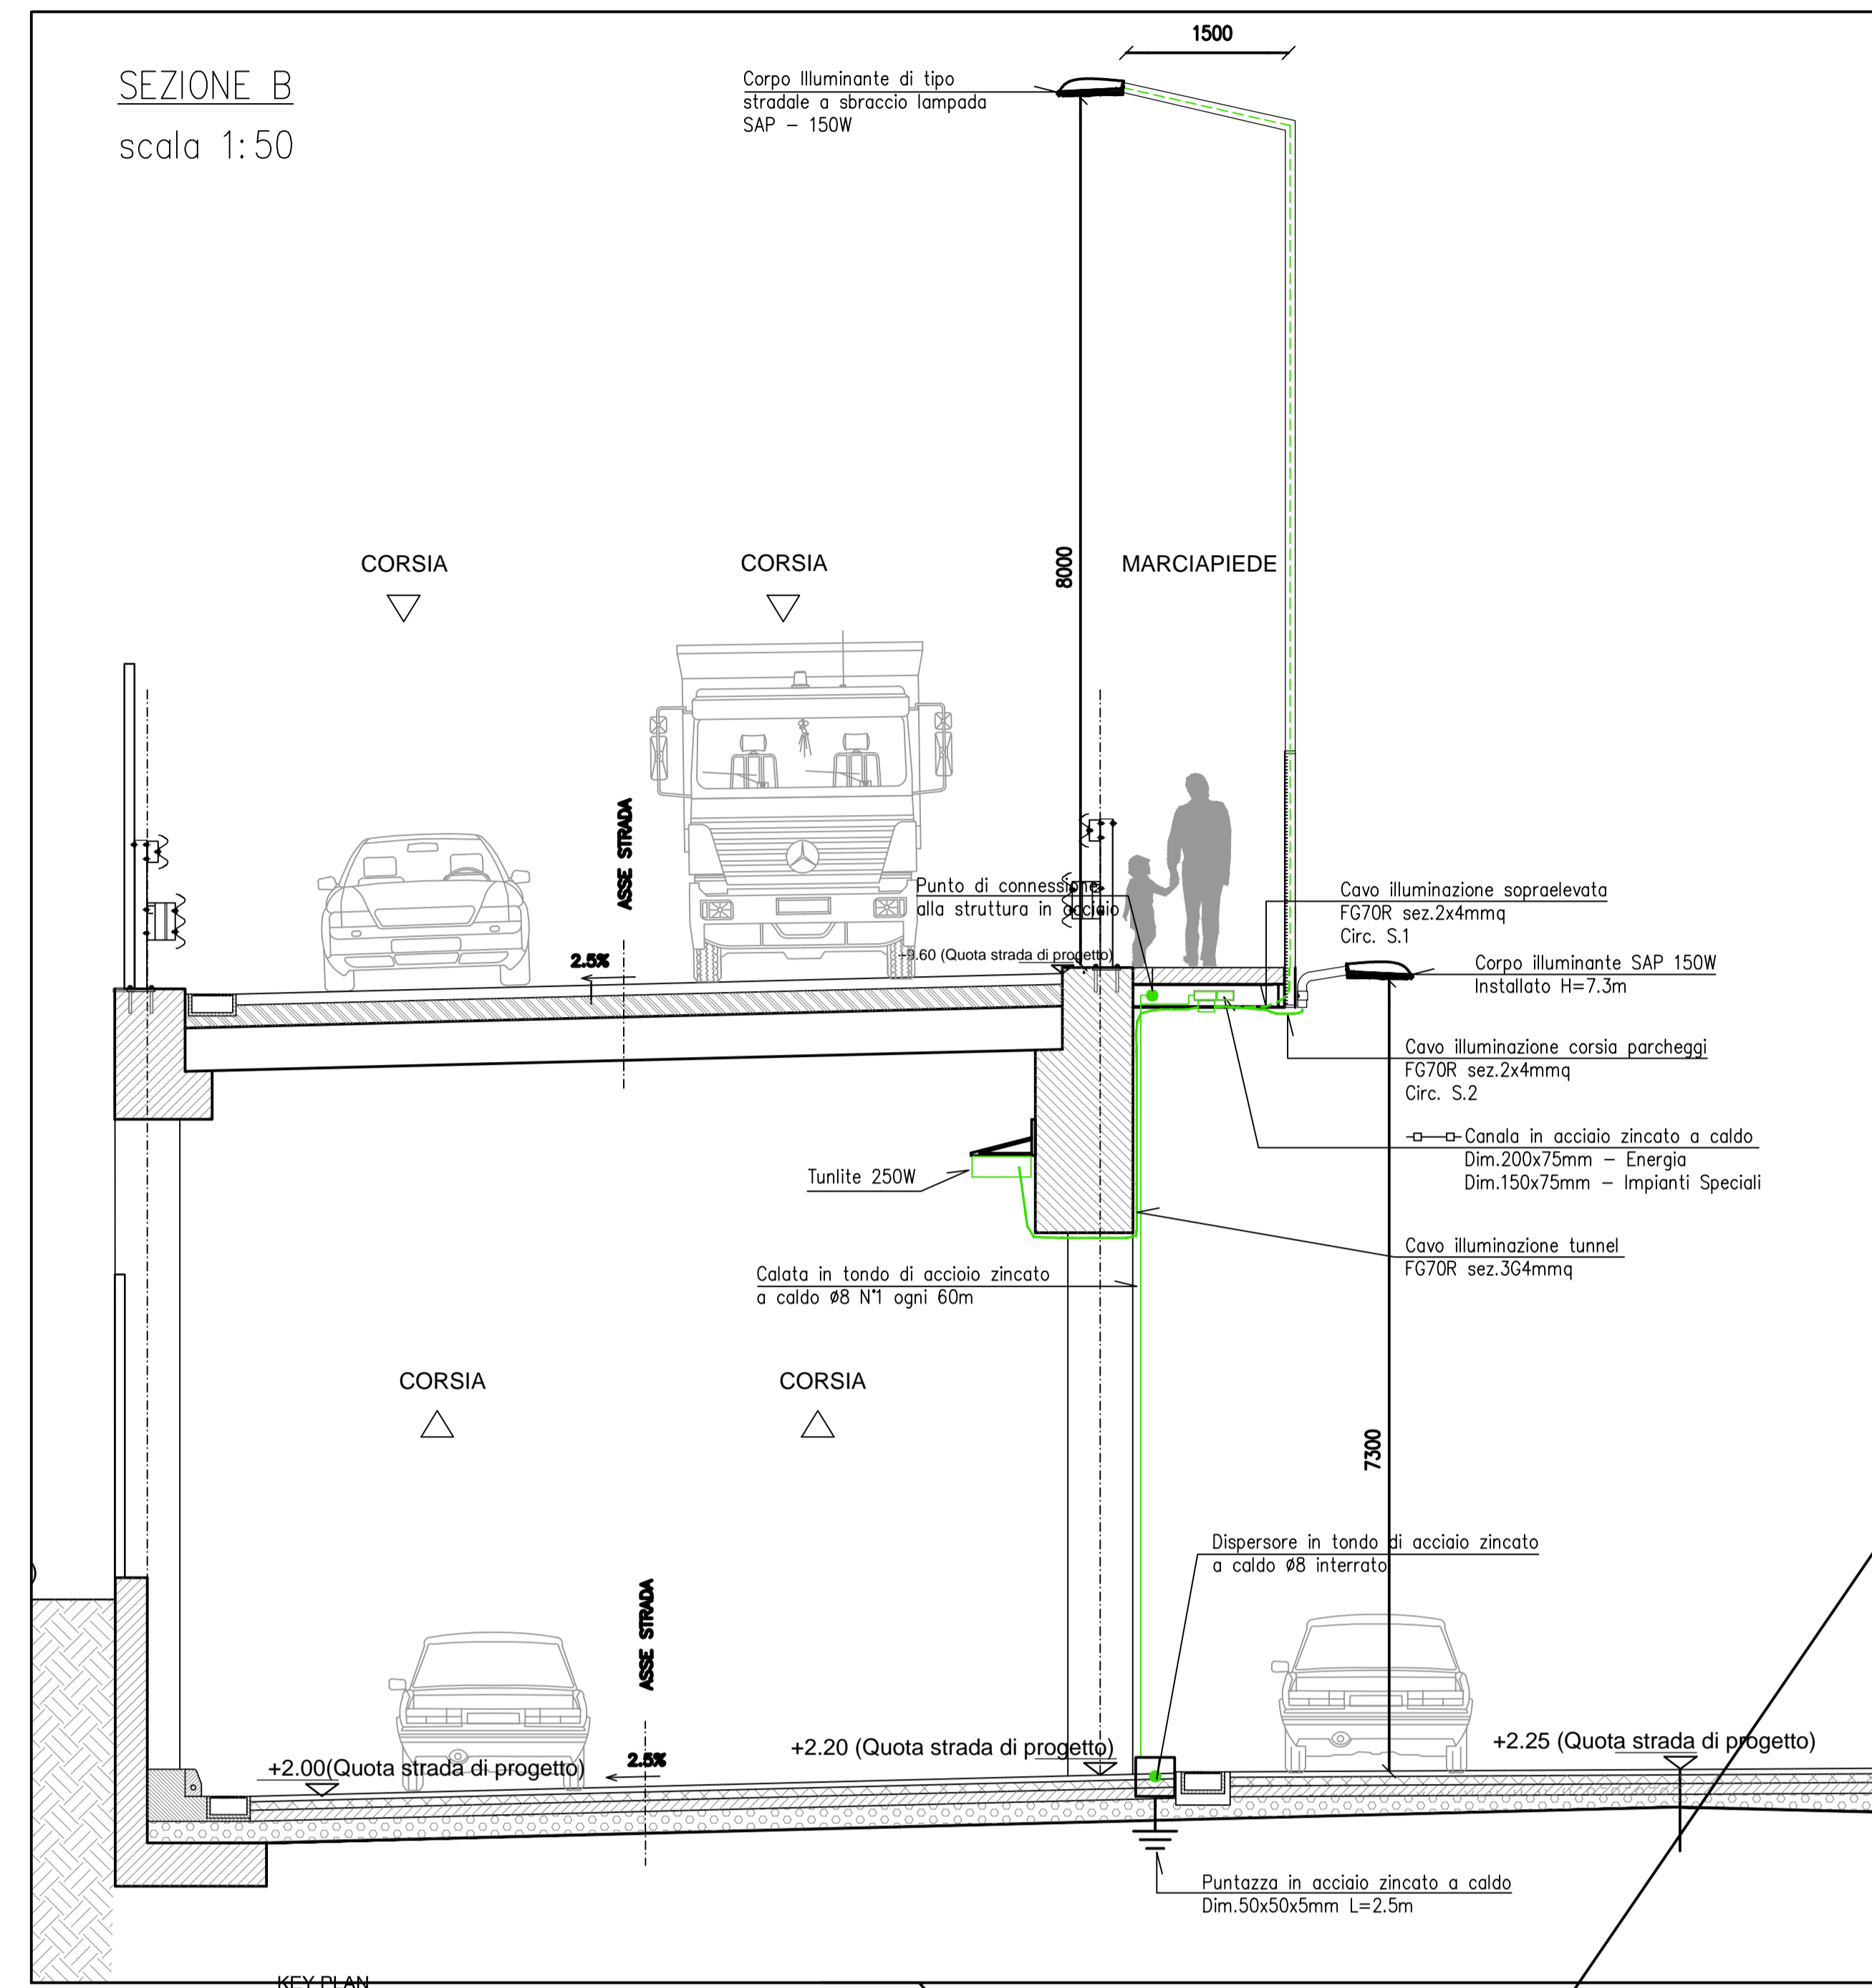 SEZIONE B
scala 1:50
1500
Corpo Illuminante di tipo
stradale a sbraccio lampada
SAP – 150W
CORSIA
CORSIA
MARCIAPIEDE
8000
ASSE STRADA
Punto di connessione
alla struttura in acciaio
Cavo illuminazione sopraelevata
FG7OR sez.2x4mmq
Circ. S.1
+9.60 (Quota strada di progetto)
2.5%
Corpo illuminante SAP 150W
Installato H=7.3m
Cavo illuminazione corsia parcheggi
FG7OR sez.2x4mmq
Circ. S.2
Canala in acciaio zincato a caldo
Dim.200x75mm – Energia
Dim.150x75mm – Impianti Speciali
Tunlite 250W
Cavo illuminazione tunnel
FG7OR sez.3G4mmq
Calata in tondo di accioio zincato
a caldo Ø8 N°1 ogni 60m
CORSIA
CORSIA
7300
Dispersore in tondo di acciaio zincato
a caldo Ø8 interrato
ASSE STRADA
+2.00(Quota strada di progetto)
2.5%
+2.20 (Quota strada di progetto)
+2.25 (Quota strada di progetto)
Puntazza in acciaio zincato a caldo
Dim.50x50x5mm L=2.5m
KEY PLAN